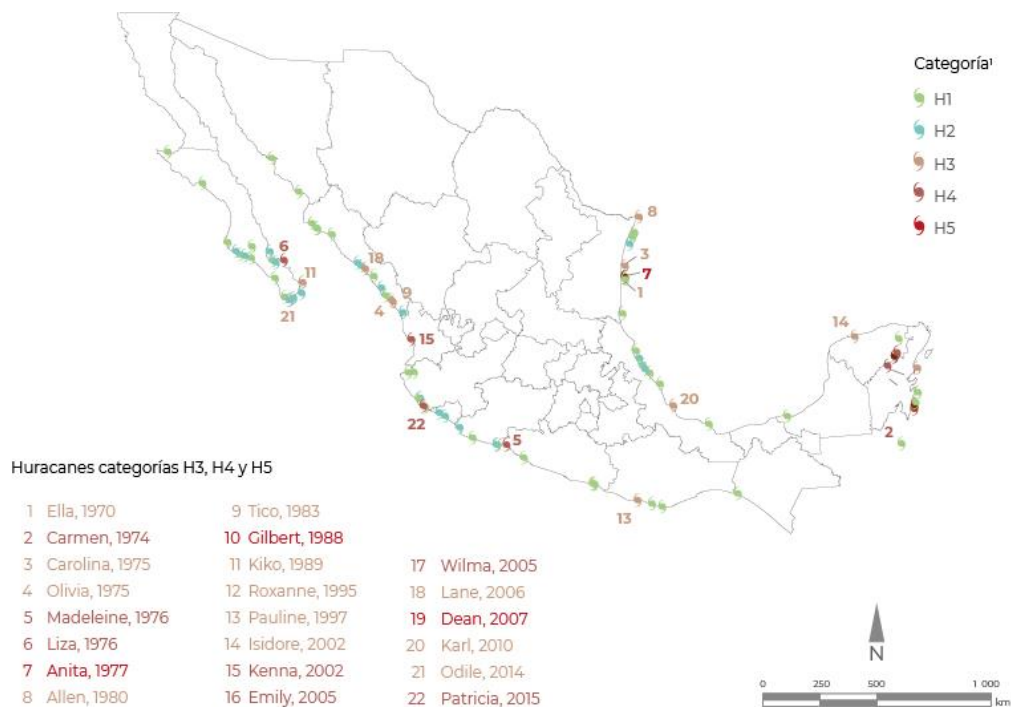 Categoría¹
H1
H2
H3
H4
H5
8
3
7
1
6
11
21
18
9
4
15
22
5
13
20
14
2
Huracanes categorías H3, H4 y H5
1 Ella, 1970
2 Carmen, 1974
3 Carolina, 1975
4 Olivia, 1975
5 Madeleine, 1976
6 Liza, 1976
7 Anita, 1977
8 Allen, 1980
9 Tico, 1983
10 Gilbert, 1988
11 Kiko, 1989
12 Roxanne, 1995
13 Pauline, 1997
14 Isidore, 2002
15 Kenna, 2002
16 Emily, 2005
17 Wilma, 2005
18 Lane, 2006
19 Dean, 2007
20 Karl, 2010
21 Odile, 2014
22 Patricia, 2015
N
0 250 500 1 000
km